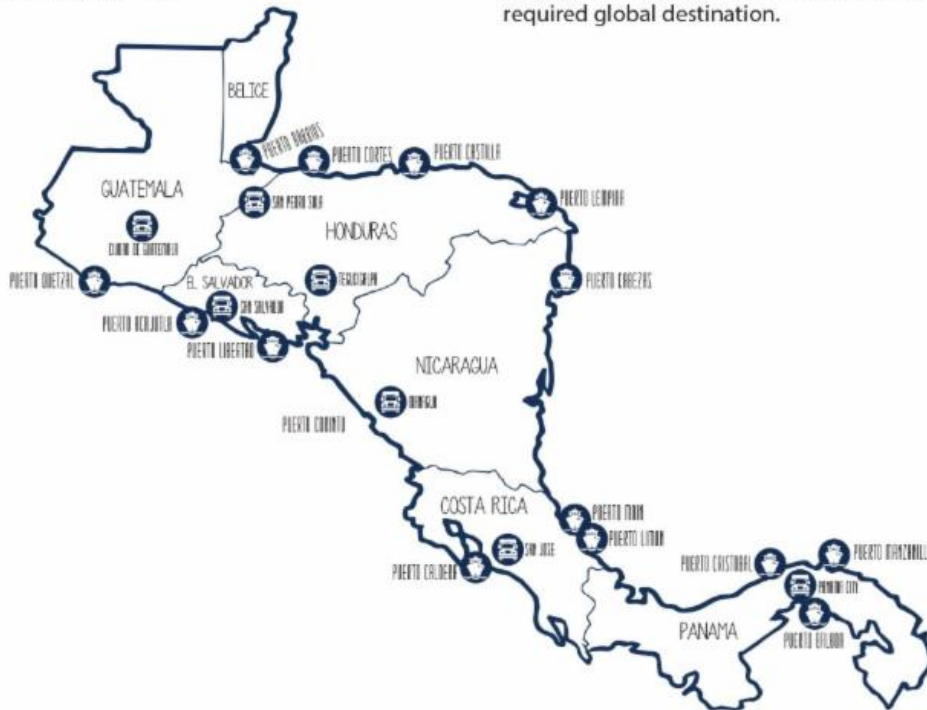 required global destination.
BELICE
PUERTO BARRIOS
PUERTO CORTES
PUERTO CASTILLA
GUATEMALA
SAN PEDRO SULA
PUERTO LEMPIRA
CIUDAD DE GUATEMALA
HONDURAS
PUERTO QUETZAL
EL SALVADOR
TEGUCIGALPA
PUERTO CABEZAS
SAN SALVADOR
PUERTO ACAJUTLA
PUERTO LIBERTAD
NICARAGUA
MANAGUA
PUERTO CORINTO
COSTA RICA
PUERTO MOIN
PUERTO LIMON
SAN JOSE
PUERTO CALDERA
PUERTO CRISTOBAL
PUERTO MANZANILL
PANAMA CITY
PANAMA
PUERTO BALBOA